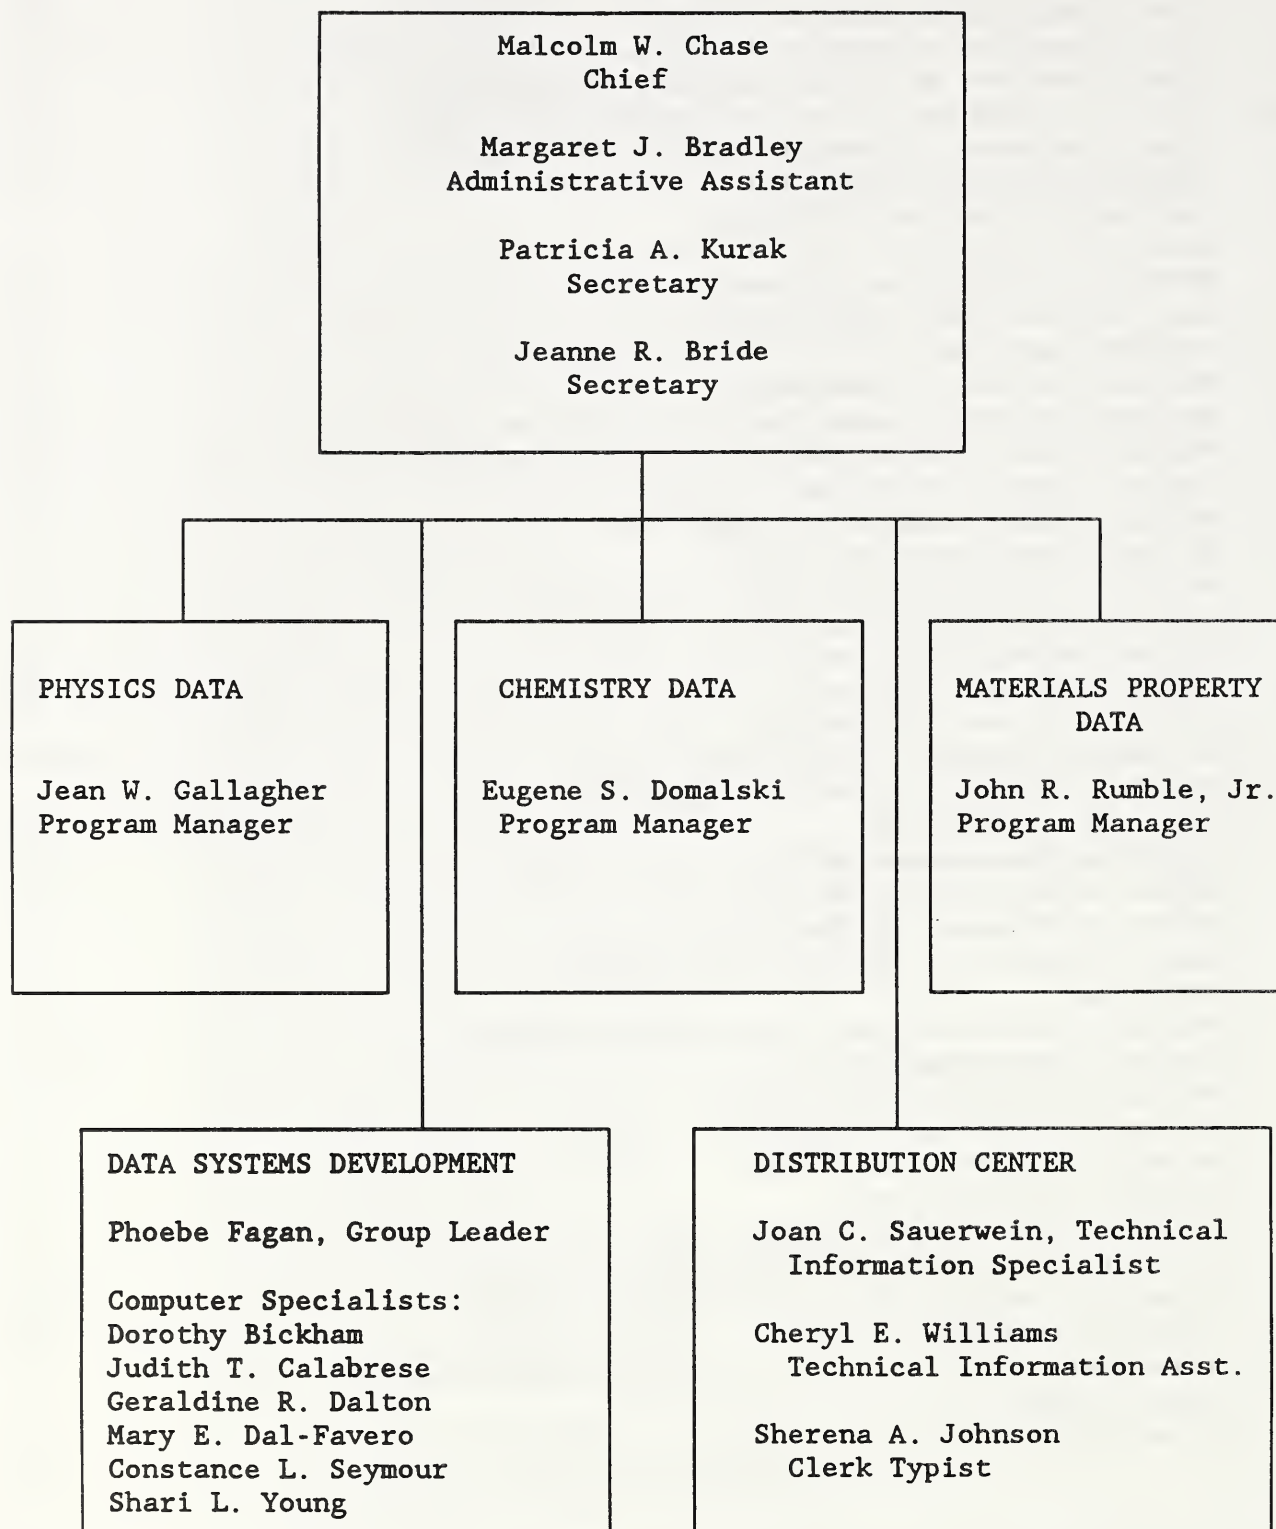 Malcolm W. Chase
Chief
Margaret J. Bradley
Administrative Assistant
Patricia A. Kurak
Secretary
Jeanne R. Bride
Secretary
PHYSICS DATA
Jean W. Gallagher
Program Manager
CHEMISTRY DATA
Eugene S. Domalski
Program Manager
MATERIALS PROPERTY
DATA
John R. Rumble, Jr.
Program Manager
DATA SYSTEMS DEVELOPMENT
Phoebe Fagan, Group Leader
Computer Specialists:
Dorothy Bickham
Judith T. Calabrese
Geraldine R. Dalton
Mary E. Dal-Favero
Constance L. Seymour
Shari L. Young
DISTRIBUTION CENTER
Joan C. Sauerwein, Technical
Information Specialist
Cheryl E. Williams
Technical Information Asst.
Sherena A. Johnson
Clerk Typist